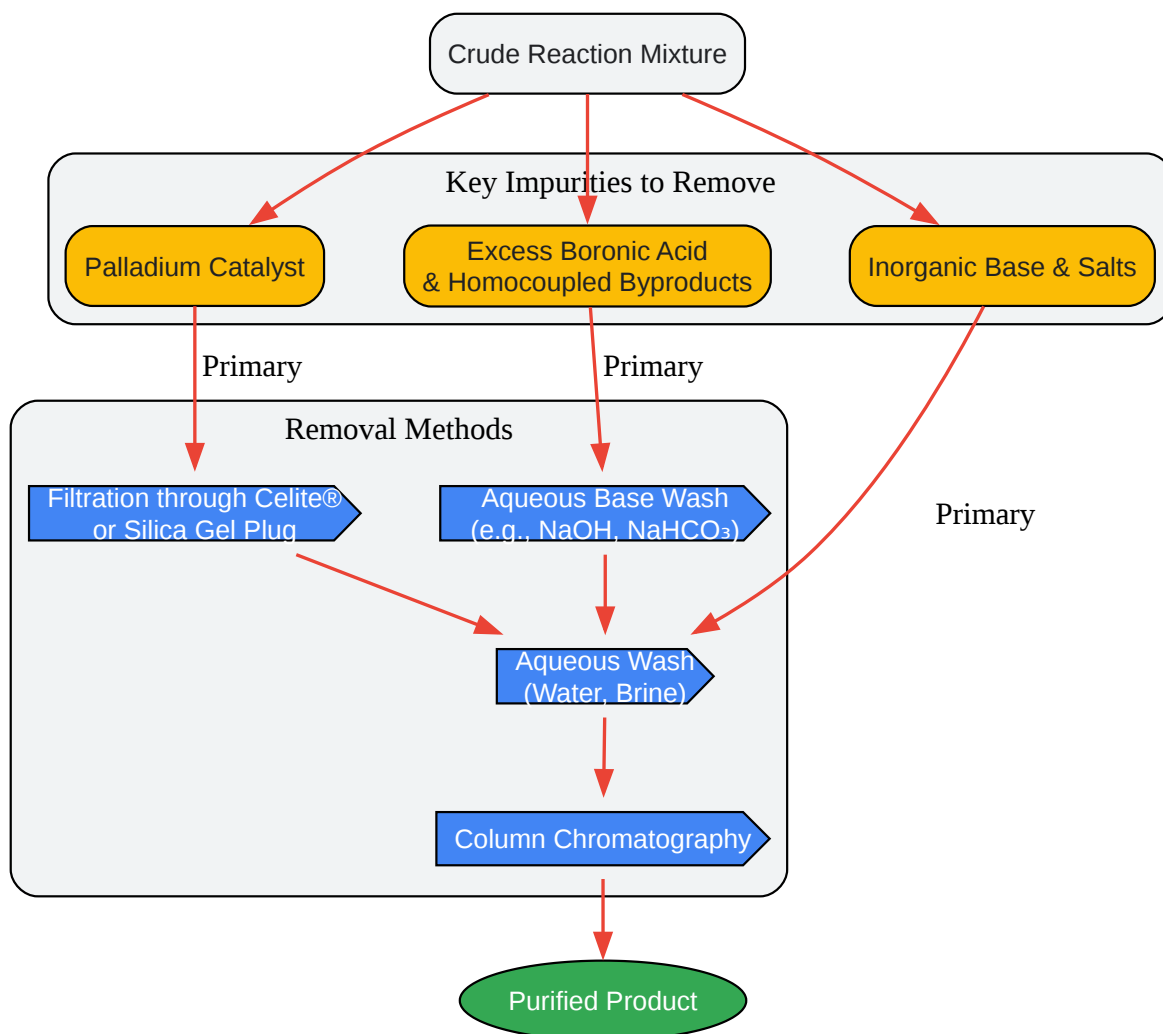 Crude Reaction Mixture
Key Impurities to Remove
Palladium Catalyst
Excess Boronic Acid
& Homocoupled Byproducts
Inorganic Base & Salts
Primary
Primary
Removal Methods
Filtration through Celite®
or Silica Gel Plug
Aqueous Base Wash
(e.g., NaOH, NaHCO₃)
Primary
Aqueous Wash
(Water, Brine)
Column Chromatography
Purified Product